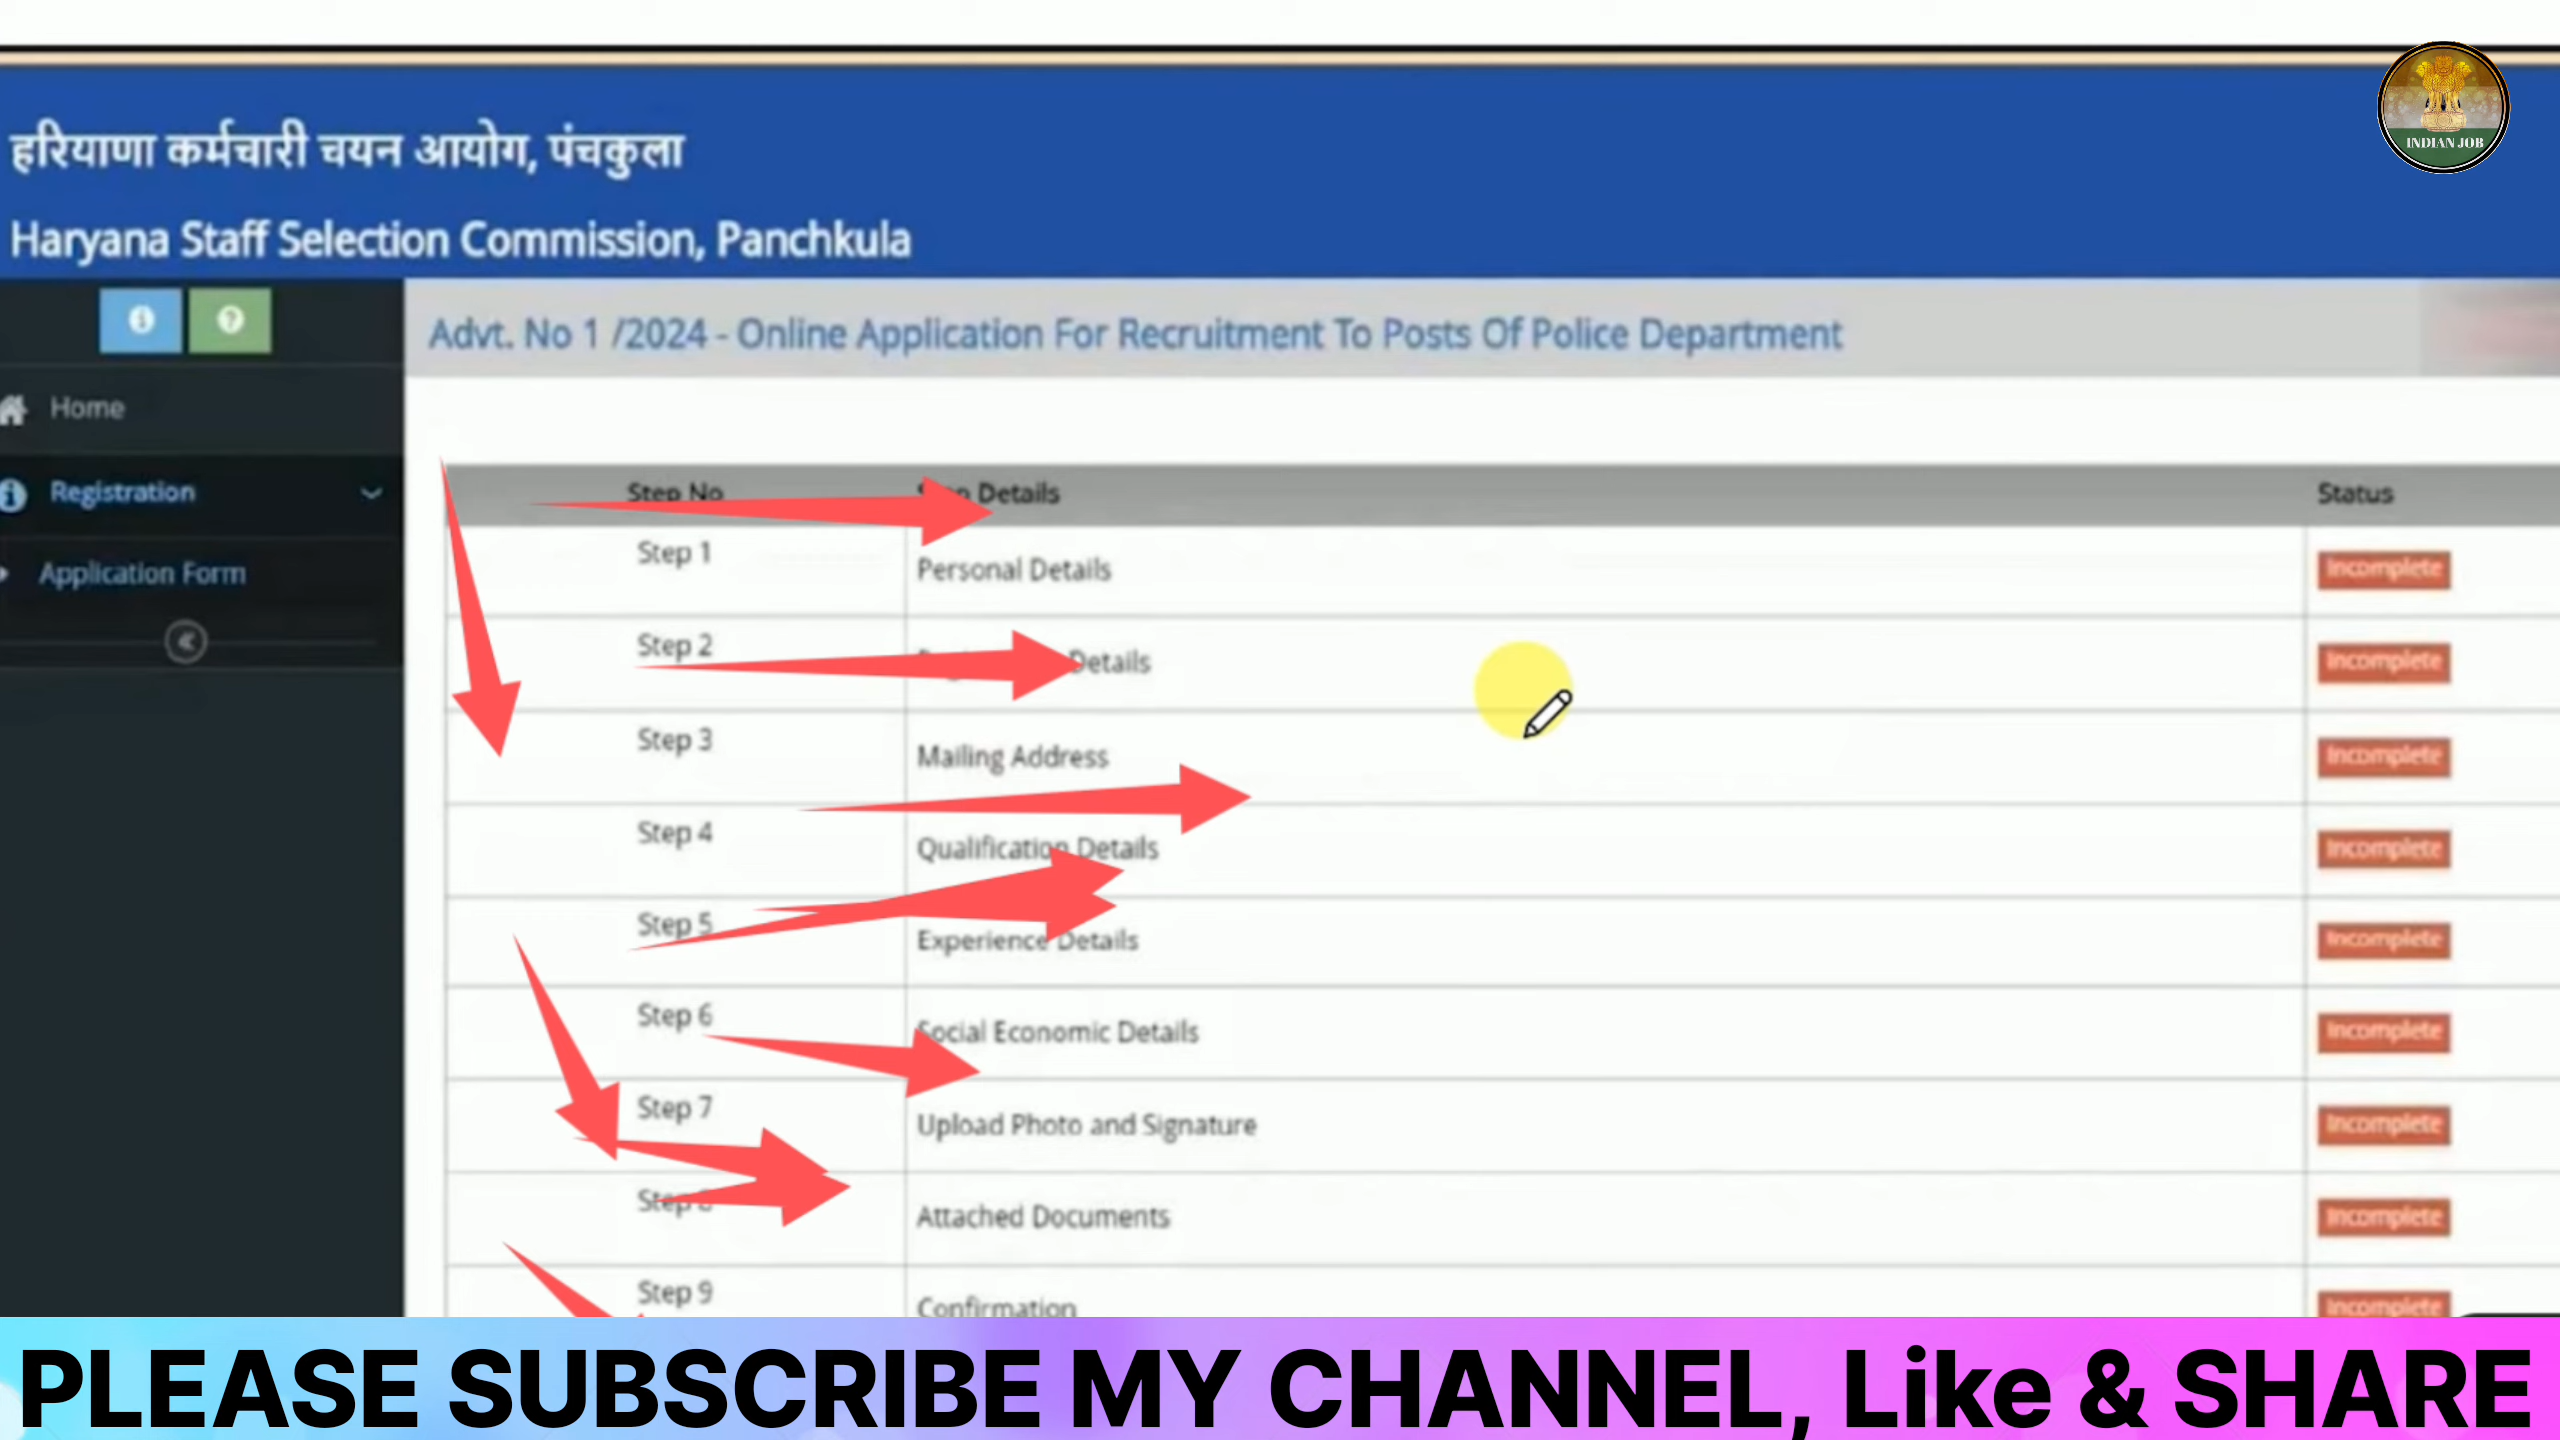 हरियाणा कर्मचारी चयन आयोग, पंचकुला
INDIAN JOB
Haryana Staff Selection Commission, Panchkula
Advt. No 1 /2024 - Online Application For Recruitment To Posts Of Police Department
Home
Registration
Application Form
Step No Details Status
Step 1 Personal Details Incomplete
Step 2 Details Incomplete
Step 3 Mailing Address Incomplete
Step 4 Qualification Details Incomplete
Step 5 Experience Details Incomplete
Step 6 Social Economic Details Incomplete
Step 7 Upload Photo and Signature Incomplete
Step Attached Documents Incomplete
Step 9 Confirmation Incomplete
PLEASE SUBSCRIBE MY CHANNEL, Like & SHARE